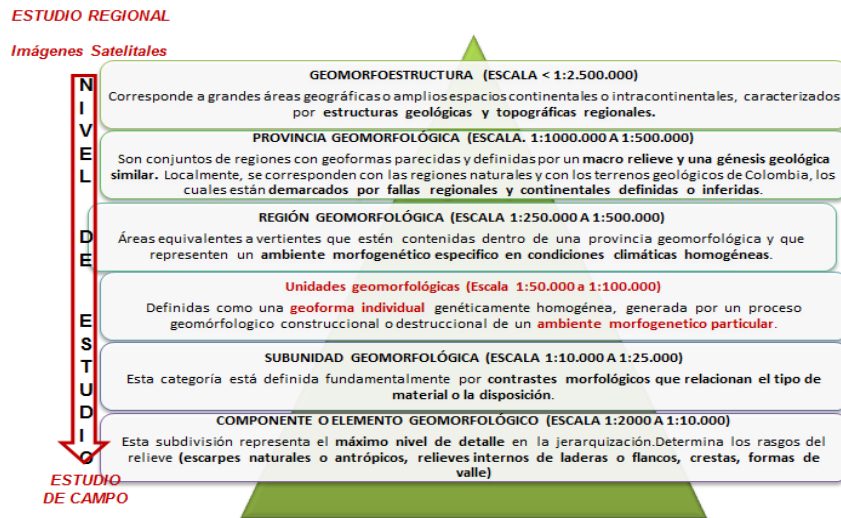 ESTUDIO REGIONAL
Imágenes Satelitales
NIVEL DE ESTUDIO
GEOMORFOESTRUCTURA (ESCALA < 1:2.500.000)
Corresponde a grandes áreas geográficas o amplios espacios continentales o intracontinentales, caracterizados
por estructuras geológicas y topográficas regionales.
PROVINCIA GEOMORFOLÓGICA (ESCALA. 1:1000.000 A 1:500.000)
Son conjuntos de regiones con geoformas parecidas y definidas por un macro relieve y una génesis geológica
similar. Localmente, se corresponden con las regiones naturales y con los terrenos geológicos de Colombia, los
cuales están demarcados por fallas regionales y continentales definidas o inferidas.
REGIÓN GEOMORFOLÓGICA (ESCALA 1:250.000 A 1:500.000)
Áreas equivalentes a vertientes que estén contenidas dentro de una provincia geomorfológica y que
representen un ambiente morfogenético especifico en condiciones climáticas homogéneas.
Unidades geomorfológicas (Escala 1:50.000 a 1:100.000)
Definidas como una geoforma individual genéticamente homogénea, generada por un proceso
geomórfologico construccional o destruccional de un ambiente morfogenetico particular.
SUBUNIDAD GEOMORFOLÓGICA (ESCALA 1:10.000 A 1:25.000)
Esta categoría está definida fundamentalmente por contrastes morfológicos que relacionan el tipo de
material o la disposición.
COMPONENTE O ELEMENTO GEOMORFOLÓGICO (ESCALA 1:2000 A 1:10.000)
Esta subdivisión representa el máximo nivel de detalle en la jerarquización.Determina los rasgos del
relieve (escarpes naturales o antrópicos, relieves internos de laderas o flancos, crestas, formas de
valle)
ESTUDIO
DE CAMPO